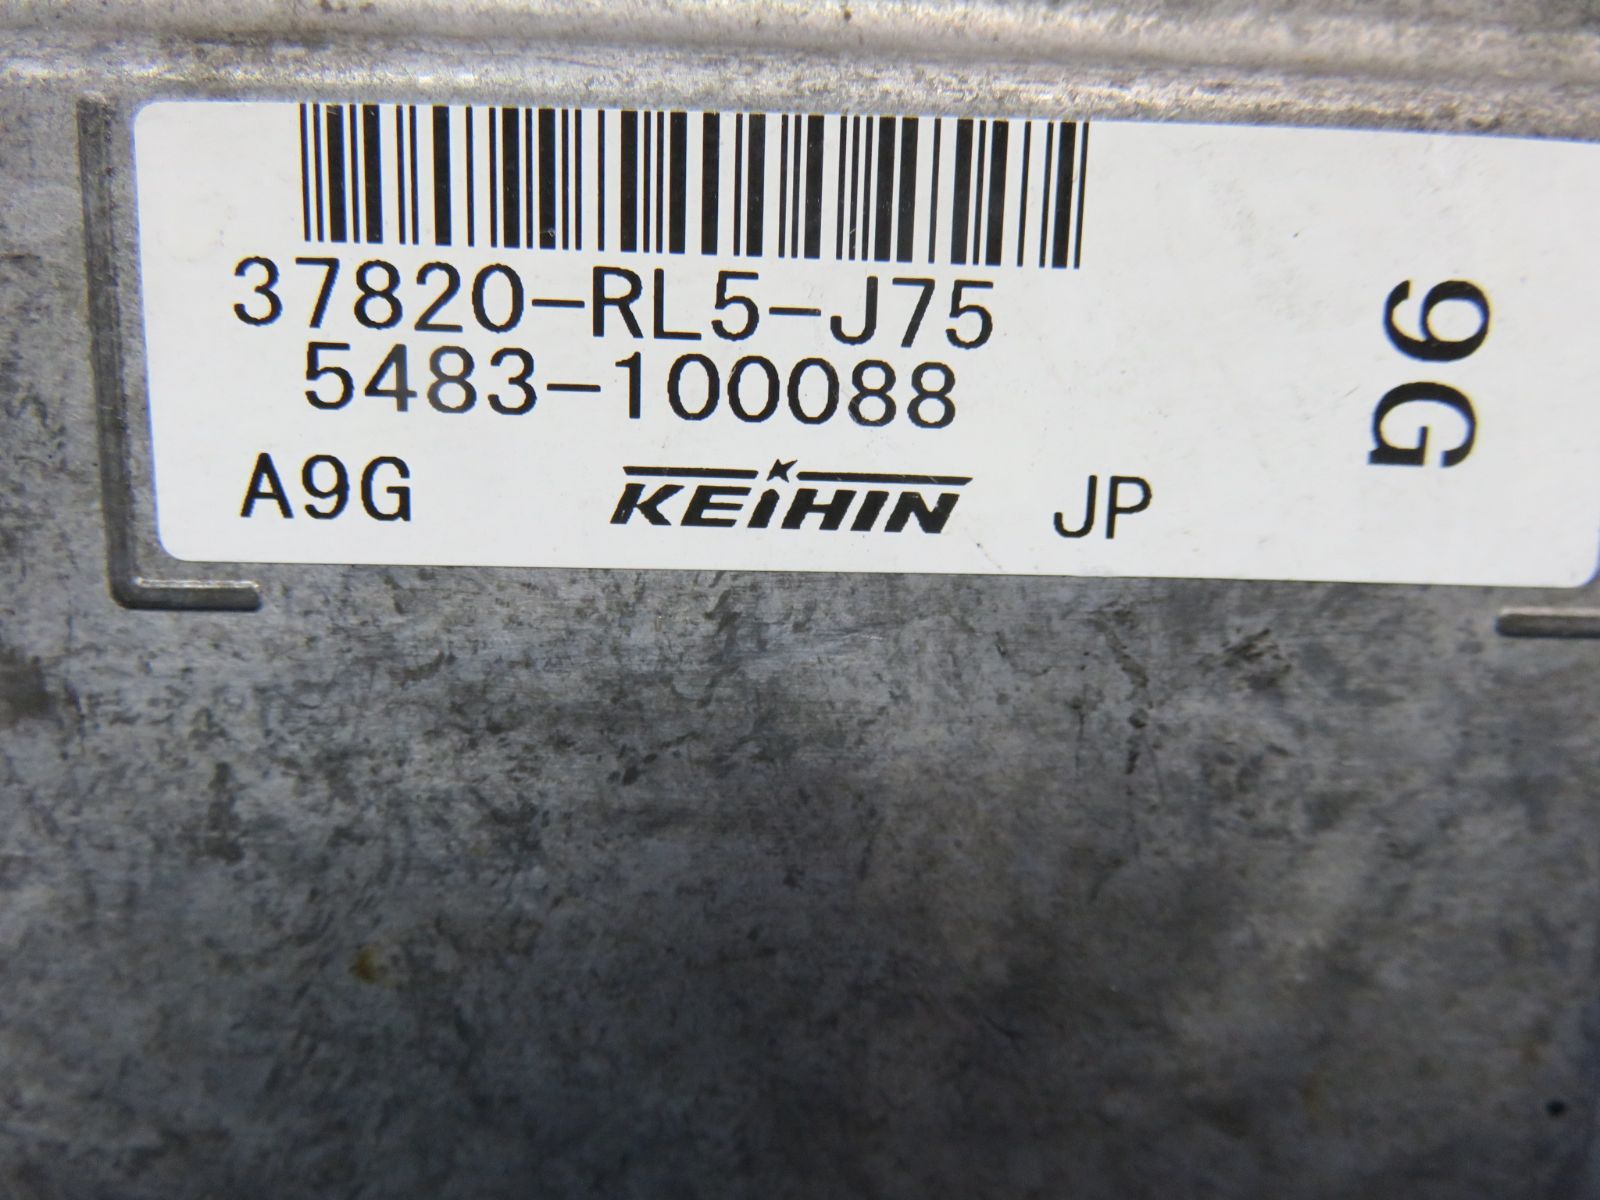 37820-RL5-J75
5483-100088
A9G KEIHIN JP
9G